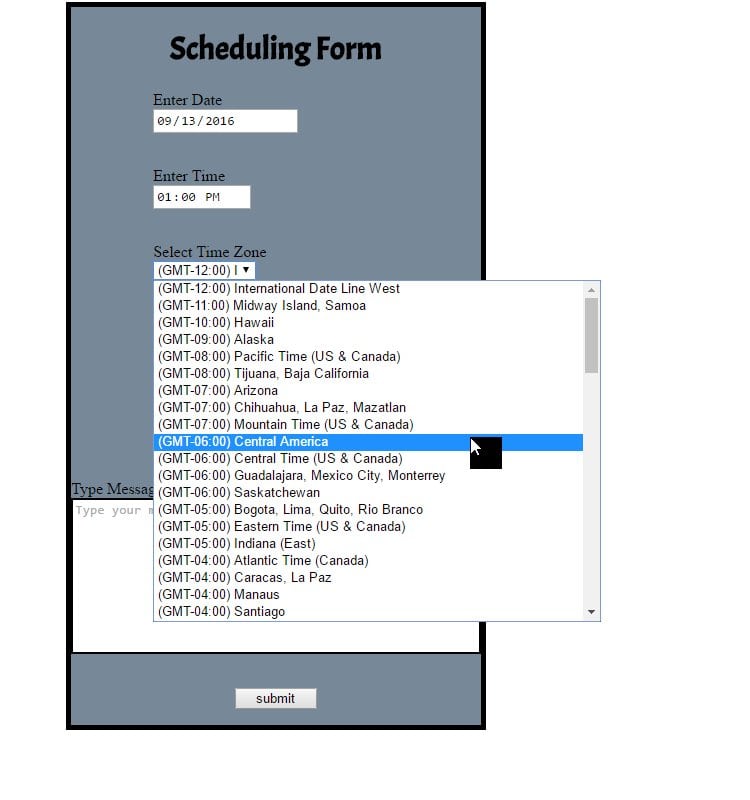 Scheduling Form
Enter Date
09/13/2016
Enter Time
01:00 PM
Select Time Zone
(GMT-12:00) I
(GMT-12:00) International Date Line West
(GMT-11:00) Midway Island, Samoa
(GMT-10:00) Hawaii
(GMT-09:00) Alaska
(GMT-08:00) Pacific Time (US & Canada)
(GMT-08:00) Tijuana, Baja California
(GMT-07:00) Arizona
(GMT-07:00) Chihuahua, La Paz, Mazatlan
(GMT-07:00) Mountain Time (US & Canada)
(GMT-06:00) Central America
(GMT-06:00) Central Time (US & Canada)
(GMT-06:00) Guadalajara, Mexico City, Monterrey
(GMT-06:00) Saskatchewan
(GMT-05:00) Bogota, Lima, Quito, Rio Branco
(GMT-05:00) Eastern Time (US & Canada)
(GMT-05:00) Indiana (East)
(GMT-04:00) Atlantic Time (Canada)
(GMT-04:00) Caracas, La Paz
(GMT-04:00) Manaus
(GMT-04:00) Santiago
Type Messag
Type your m
submit